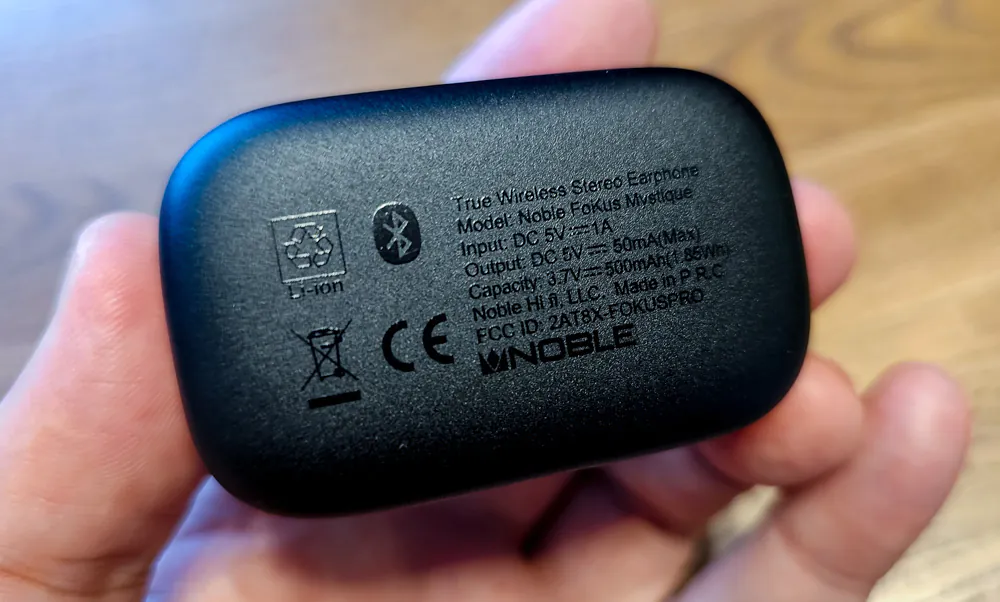 Li-ion
True Wireless Stereo Earphone
Model: Noble FoKus Mystique
Input: DC 5V⎓1A
Output: DC 5V⎓50mA(Max)
Capacity: 3.7V⎓500mAh(1.85Wh)
Noble Hi fi, LLC. Made in P.R.C
FCC ID: 2AT8X-FOKUSPRO
CE
NOBLE